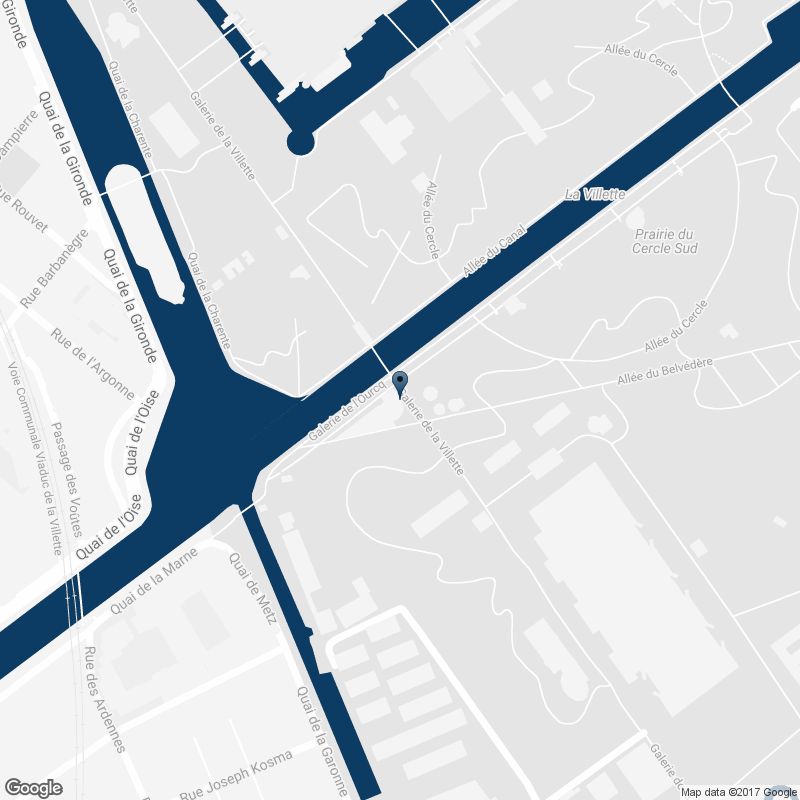 Gironde
lette
Allée du Cercle
Quai de la Gironde
Quai de la Charente
Galerie de la Villette
ampierre
ue Rouvet
Allée du Cercle
La Villette
Rue Barbanègre
Prairie du
Cercle Sud
Allée du Canal
Quai de la Gironde
Quai de la Charente
Allée du Cercle
Rue de l'Argonne
Allée du Belvédère
Galerie de l'Ourcq
Galerie de la Villette
Quai de l'Oise
Voie Communale Viaduc de la Villette
Passage des Voûtes
Quai de l'Oise
Quai de la Marne
Quai de Metz
Rue des Ardennes
Quai de la Garonne
Rue Joseph Kosma
Galerie de
Google
Map data ©2017 Google